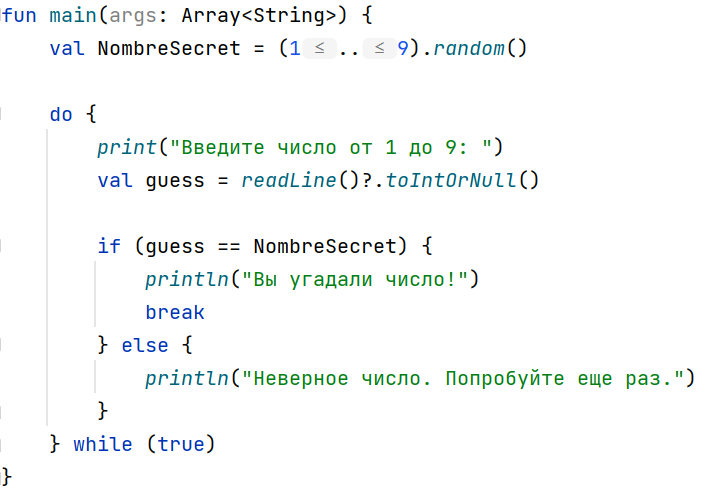 fun main(args: Array<String>) {
    val NombreSecret = (1 ≤ .. ≤ 9).random()

    do {
        print("Введите число от 1 до 9: ")
        val guess = readLine()?.toIntOrNull()

        if (guess == NombreSecret) {
            println("Вы угадали число!")
            break
        } else {
            println("Неверное число. Попробуйте еще раз.")
        }
    } while (true)
}